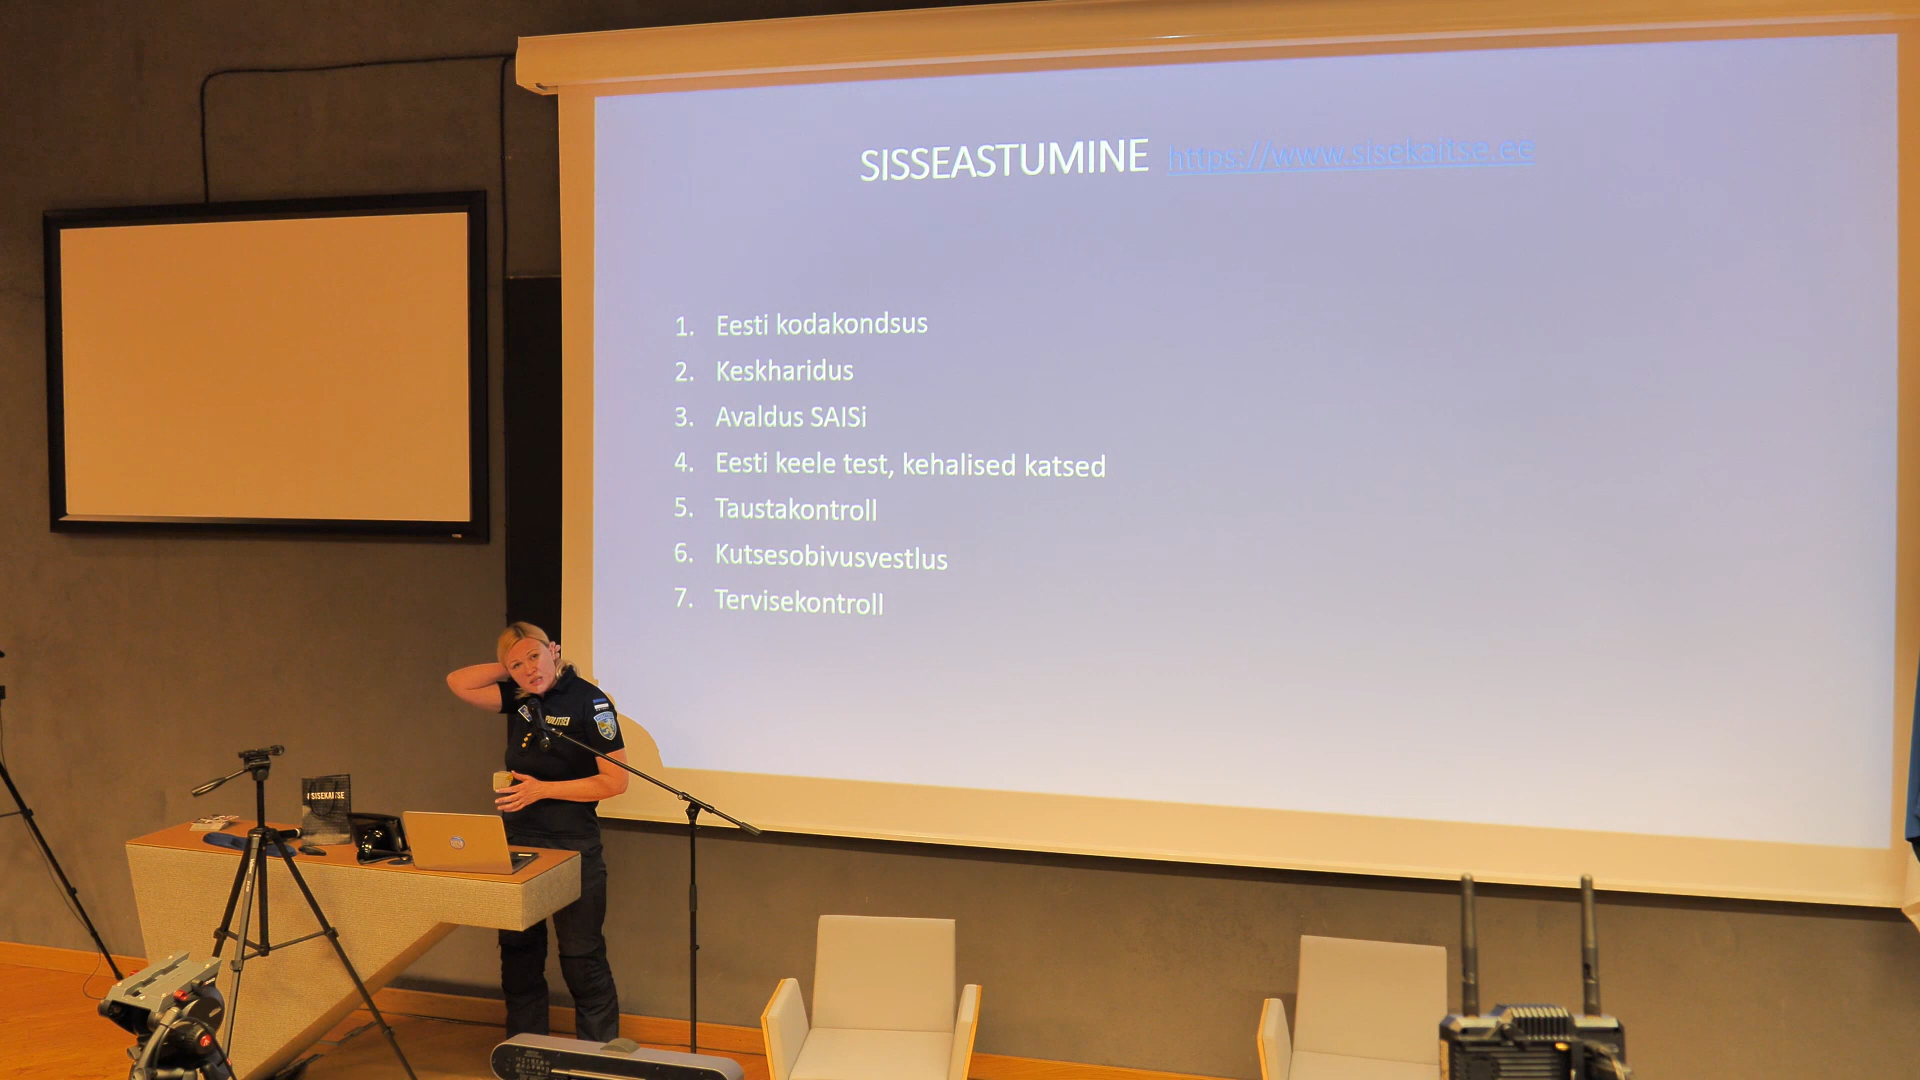 SISSEASTUMINE https://www.sisekaitse.ee
1. Eesti kodakondsus
2. Keskharidus
3. Avaldus SAISi
4. Eesti keele test, kehalised katsed
5. Taustakontroll
6. Kutsesobivusvestlus
7. Tervisekontroll
POLITSEI
SISEKAITSE